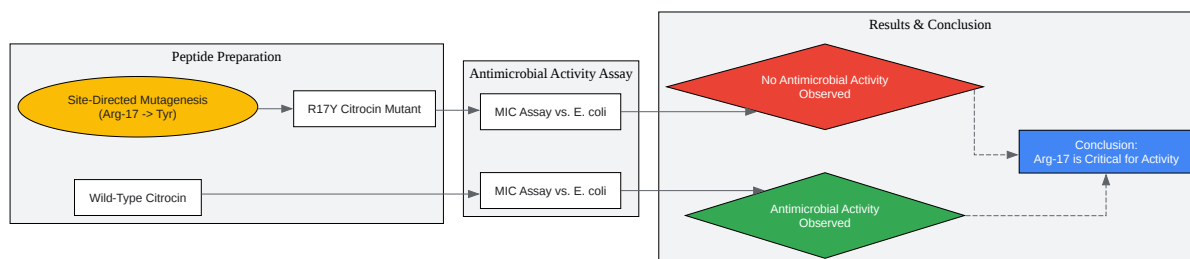 Peptide Preparation
Site-Directed Mutagenesis
(Arg-17 -> Tyr)
R17Y Citrocin Mutant
Wild-Type Citrocin
Antimicrobial Activity Assay
MIC Assay vs. E. coli
MIC Assay vs. E. coli
Results & Conclusion
No Antimicrobial Activity
Observed
Antimicrobial Activity
Observed
Conclusion:
Arg-17 is Critical for Activity